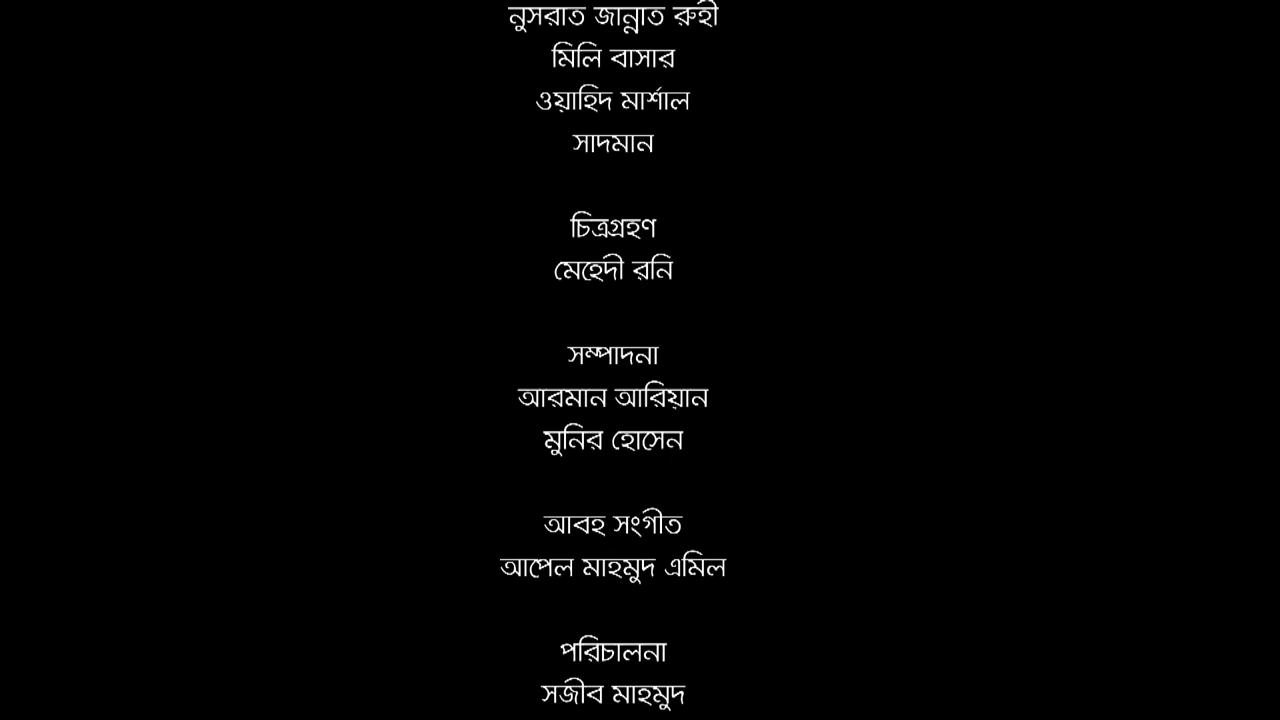 নুসরাত জান্নাত রুহী
মিলি বাসার
ওয়াহিদ মার্শাল
সাদমান
চিত্রগ্রহণ
মেহেদী রনি
সম্পাদনা
আরমান আরিয়ান
মুনির হোসেন
আবহ সংগীত
আপেল মাহমুদ এমিল
পরিচালনা
সজীব মাহমুদ